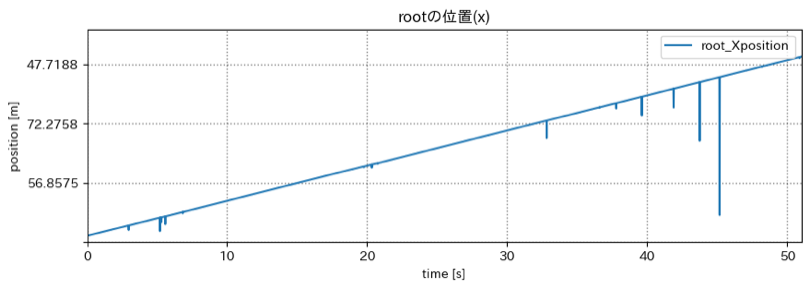 rootの位置(x)
root_Xposition
47.7188
72.2758
56.8575
position [m]
0 10 20 30 40 50
time [s]